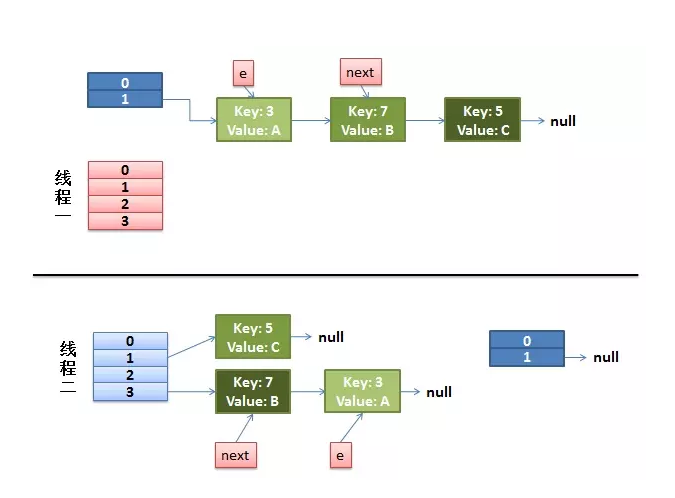 e
next
0
1
Key: 3
Value: A
Key: 7
Value: B
Key: 5
Value: C
null
线程一
0
1
2
3
线程二
0
1
2
3
Key: 5
Value: C
null
Key: 7
Value: B
Key: 3
Value: A
null
next
e
0
1
null